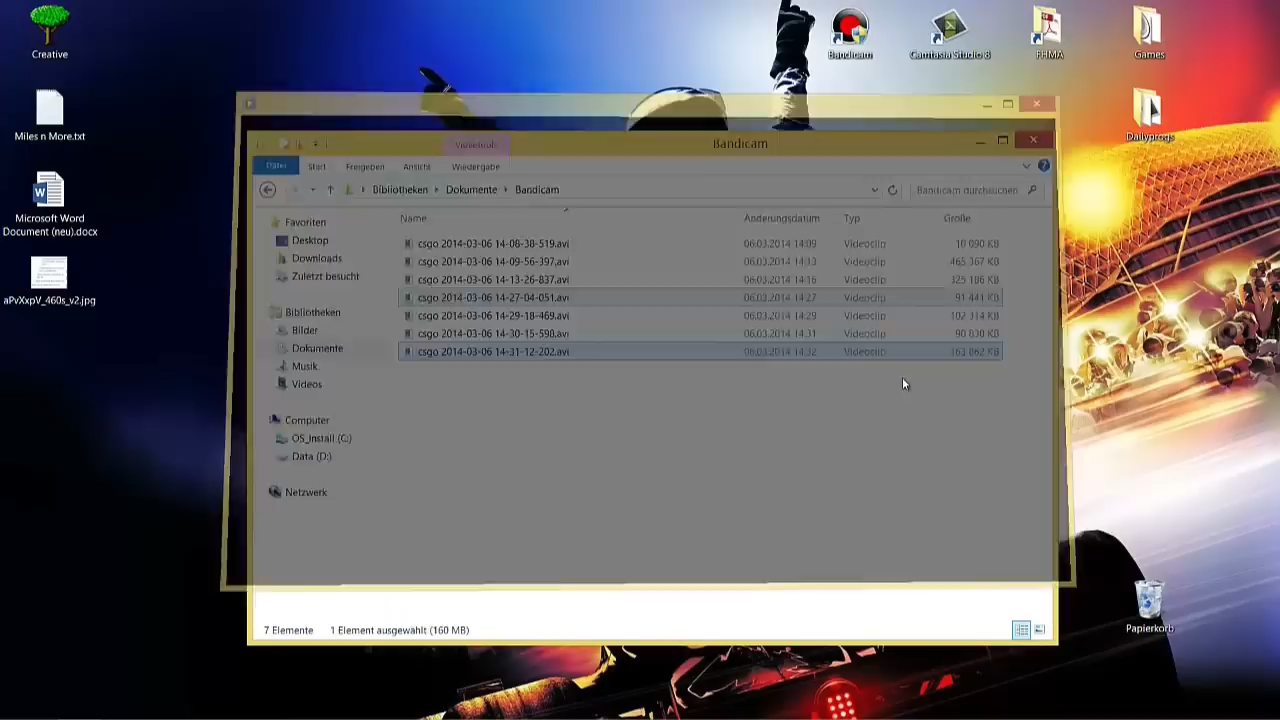 Creative
Miles n More.txt
Microsoft Word
Document (neu).docx
aPvXxpV_460s_v2.jpg
Bandicam
Camtasia Studio 8
FHMA
Games
Dailyprogs
Papierkorb
Bandicam
Datei
Start
Freigeben
Ansicht
Wiedergabe
Bibliotheken
Dokumente
Bandicam
Bandicam durchsuchen
Favoriten
Desktop
Downloads
Zuletzt besucht
Bibliotheken
Bilder
Dokumente
Musik
Videos
Computer
OS_Install (C:)
Data (D:)
Netzwerk
Name Änderungsdatum Typ Größe
csgo 2014-03-06 14-08-38-519.avi 06.03.2014 14:09 Videoclip 10 090 KB
csgo 2014-03-06 14-09-56-397.avi 06.03.2014 14:13 Videoclip 465 367 KB
csgo 2014-03-06 14-13-26-837.avi 06.03.2014 14:16 Videoclip 325 186 KB
csgo 2014-03-06 14-27-04-051.avi 06.03.2014 14:27 Videoclip 91 441 KB
csgo 2014-03-06 14-29-18-469.avi 06.03.2014 14:29 Videoclip 102 314 KB
csgo 2014-03-06 14-30-15-598.avi 06.03.2014 14:31 Videoclip 90 830 KB
csgo 2014-03-06 14-31-12-202.avi 06.03.2014 14:32 Videoclip KB
7 Elemente 1 Element ausgewählt (160 MB)